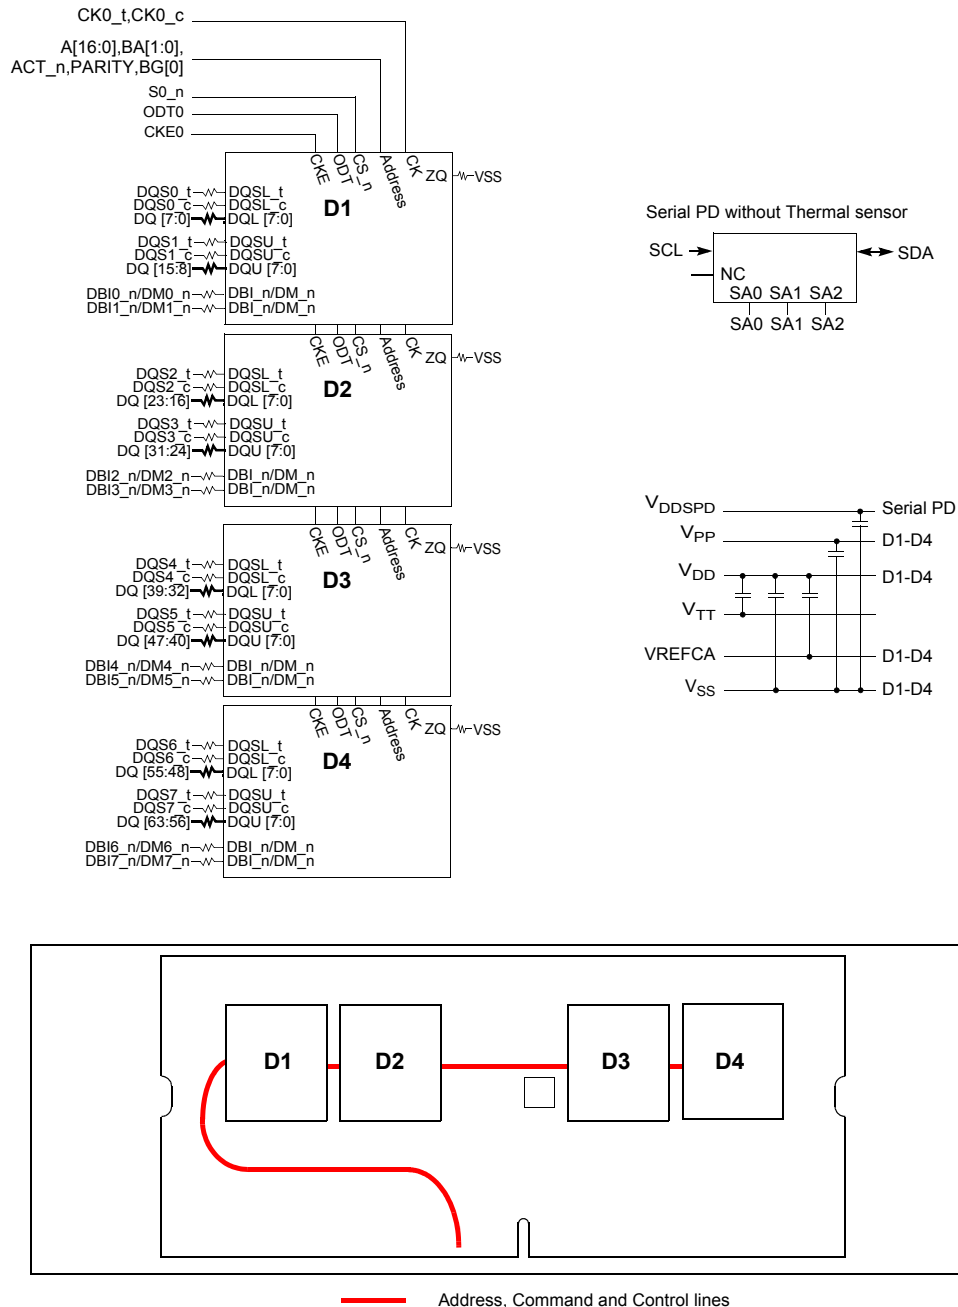 CK0_t,CK0_c
A[16:0],BA[1:0],
ACT_n,PARITY,BG[0]
S0_n
ODT0
CKE0
CKE ODT CS_n Address CK
ZQ VSS
D1
DQS0_t DQSL_t
DQS0_c DQSL_c
DQ [7:0] DQL [7:0]
DQS1_t DQSU_t
DQS1_c DQSU_c
DQ [15:8] DQU [7:0]
DBI0_n/DM0_n DBI_n/DM_n
DBI1_n/DM1_n DBI_n/DM_n
CKE ODT CS_n Address CK
ZQ VSS
D2
DQS2_t DQSL_t
DQS2_c DQSL_c
DQ [23:16] DQL [7:0]
DQS3_t DQSU_t
DQS3_c DQSU_c
DQ [31:24] DQU [7:0]
DBI2_n/DM2_n DBI_n/DM_n
DBI3_n/DM3_n DBI_n/DM_n
CKE ODT CS_n Address CK
ZQ VSS
D3
DQS4_t DQSL_t
DQS4_c DQSL_c
DQ [39:32] DQL [7:0]
DQS5_t DQSU_t
DQS5_c DQSU_c
DQ [47:40] DQU [7:0]
DBI4_n/DM4_n DBI_n/DM_n
DBI5_n/DM5_n DBI_n/DM_n
CKE ODT CS_n Address CK
ZQ VSS
D4
DQS6_t DQSL_t
DQS6_c DQSL_c
DQ [55:48] DQL [7:0]
DQS7_t DQSU_t
DQS7_c DQSU_c
DQ [63:56] DQU [7:0]
DBI6_n/DM6_n DBI_n/DM_n
DBI7_n/DM7_n DBI_n/DM_n
Serial PD without Thermal sensor
SCL SDA
NC
SA0 SA1 SA2
SA0 SA1 SA2
VDDSPD Serial PD
VPP D1-D4
VDD D1-D4
VTT
VREFCA D1-D4
VSS D1-D4
D1 D2 D3 D4
Address, Command and Control lines